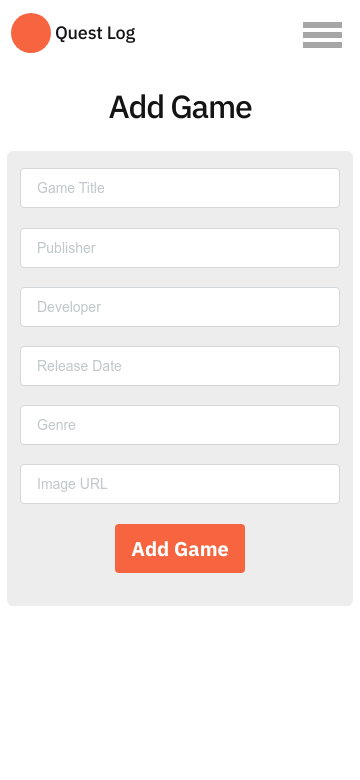 Quest Log
Add Game
Game Title
Publisher
Developer
Release Date
Genre
Image URL
Add Game